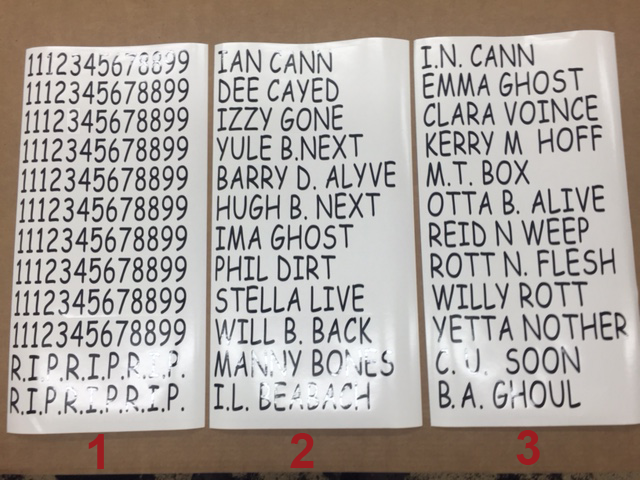 1112345678899
1112345678899
1112345678899
1112345678899
1112345678899
1112345678899
1112345678899
1112345678899
1112345678899
1112345678899
R.I.P.R.I.P.R.I.P.
R.I.P.R.I.P.R.I.P.
1
IAN CANN
DEE CAYED
IZZY GONE
YULE B.NEXT
BARRY D. ALYVE
HUGH B. NEXT
IMA GHOST
PHIL DIRT
STELLA LIVE
WILL B. BACK
MANNY BONES
I.L. BEABACH
2
I.N. CANN
EMMA GHOST
CLARA VOINCE
KERRY M HOFF
M.T. BOX
OTTA B. ALIVE
REID N WEEP
ROTT N. FLESH
WILLY ROTT
YETTA NOTHER
C. U. SOON
B. A. GHOUL
3